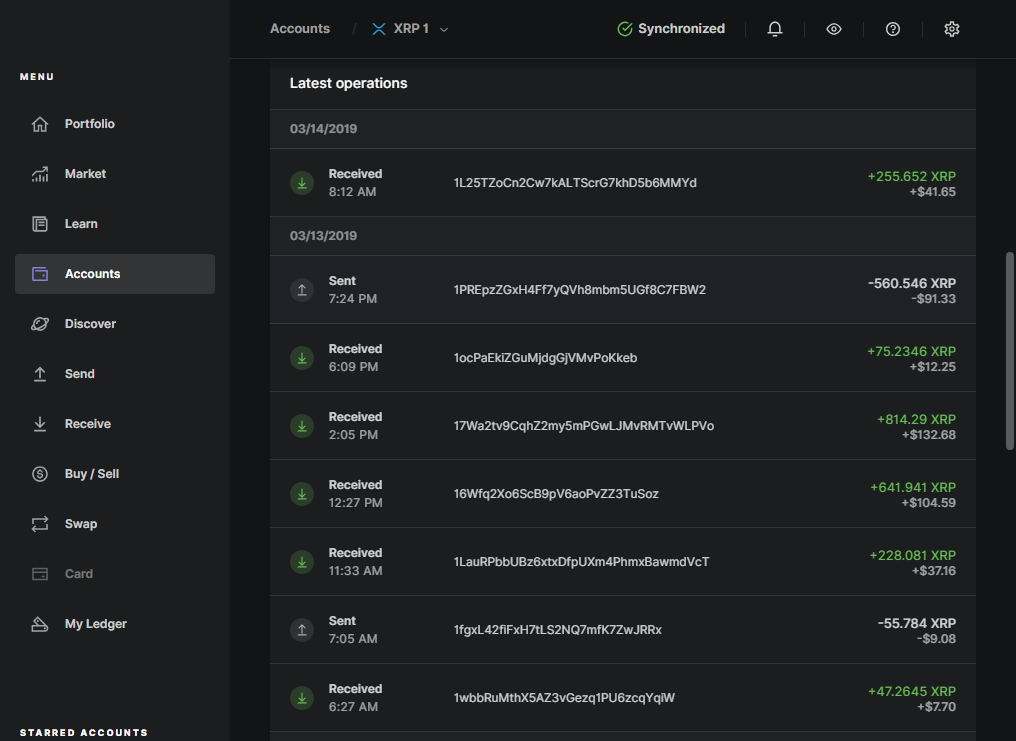 Accounts / XRP 1 Synchronized
MENU
Portfolio
Market
Learn
Accounts
Discover
Send
Receive
Buy / Sell
Swap
Card
My Ledger
STARRED ACCOUNTS
Latest operations
03/14/2019
Received 1L25TZoCn2Cw7kALTScrG7khD5b6MMYd +255.652 XRP
8:12 AM +$41.65
03/13/2019
Sent 1PREpzZGxH4Ff7yQVh8mbm5UGf8C7FBW2 -560.546 XRP
7:24 PM -$91.33
Received 1ocPaEkiZGuMjdgGjVMvPoKkeb +75.2346 XRP
6:09 PM +$12.25
Received 17Wa2tv9CqhZ2my5mPGwLJMvRMTvWLPVo +814.29 XRP
2:05 PM +$132.68
Received 16Wfq2Xo6ScB9pV6aoPvZZ3TuSoz +641.941 XRP
12:27 PM +$104.59
Received 1LauRPbbUBz6xtxDfpUXm4PhmxBawmdVcT +228.081 XRP
11:33 AM +$37.16
Sent 1fgxL42fiFxH7tLS2NQ7mfK7ZwJRRx -55.784 XRP
7:05 AM -$9.08
Received 1wbbRuMthX5AZ3vGezq1PU6zcqYqiW +47.2645 XRP
6:27 AM +$7.70